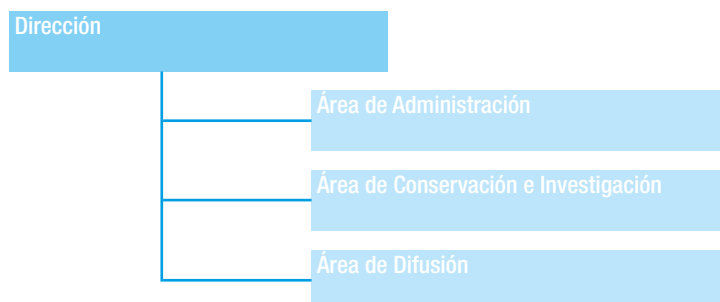 Dirección
Área de Administración
Área de Conservación e Investigación
Área de Difusión